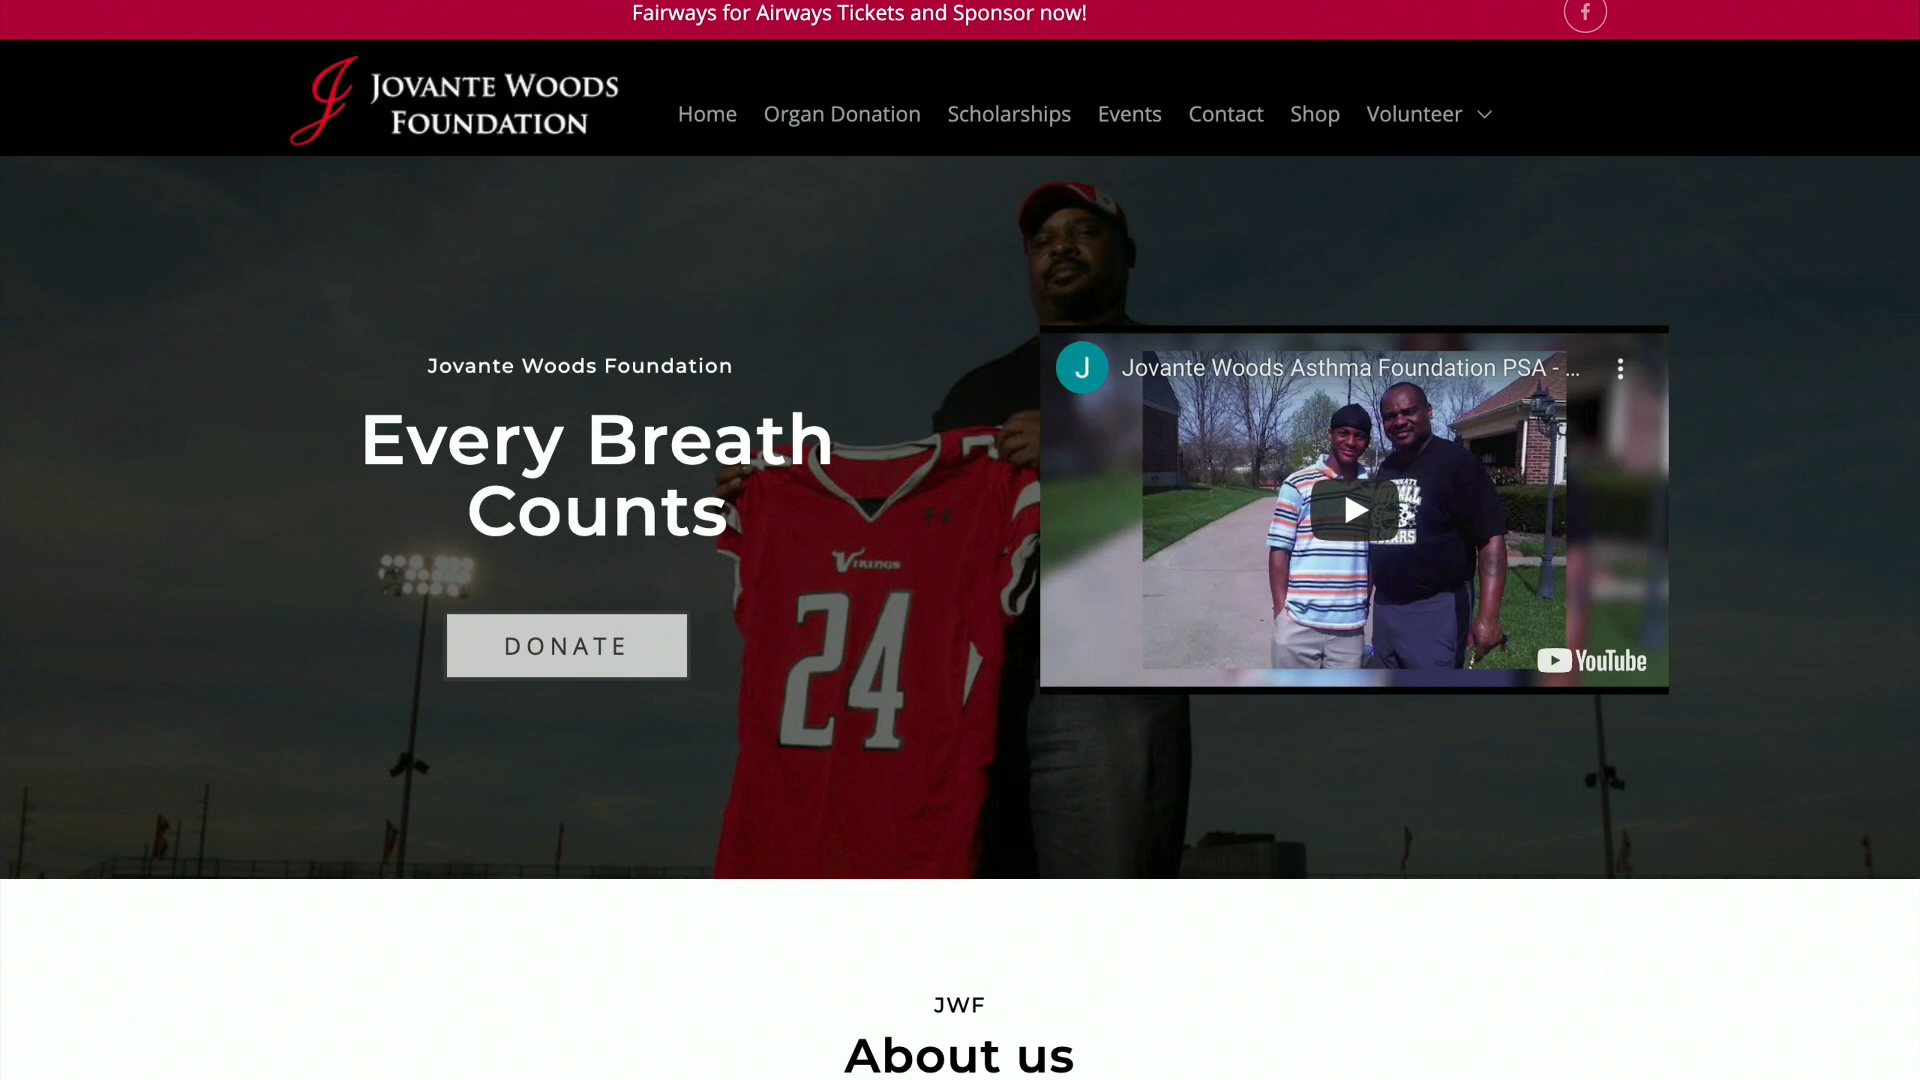 Fairways for Airways Tickets and Sponsor now!
JOVANTE WOODS
FOUNDATION
Home Organ Donation Scholarships Events Contact Shop Volunteer
Jovante Woods Foundation
Every Breath
Counts
DONATE
VIKINGS
24
J Jovante Woods Asthma Foundation PSA - ...
YouTube
JWF
About us